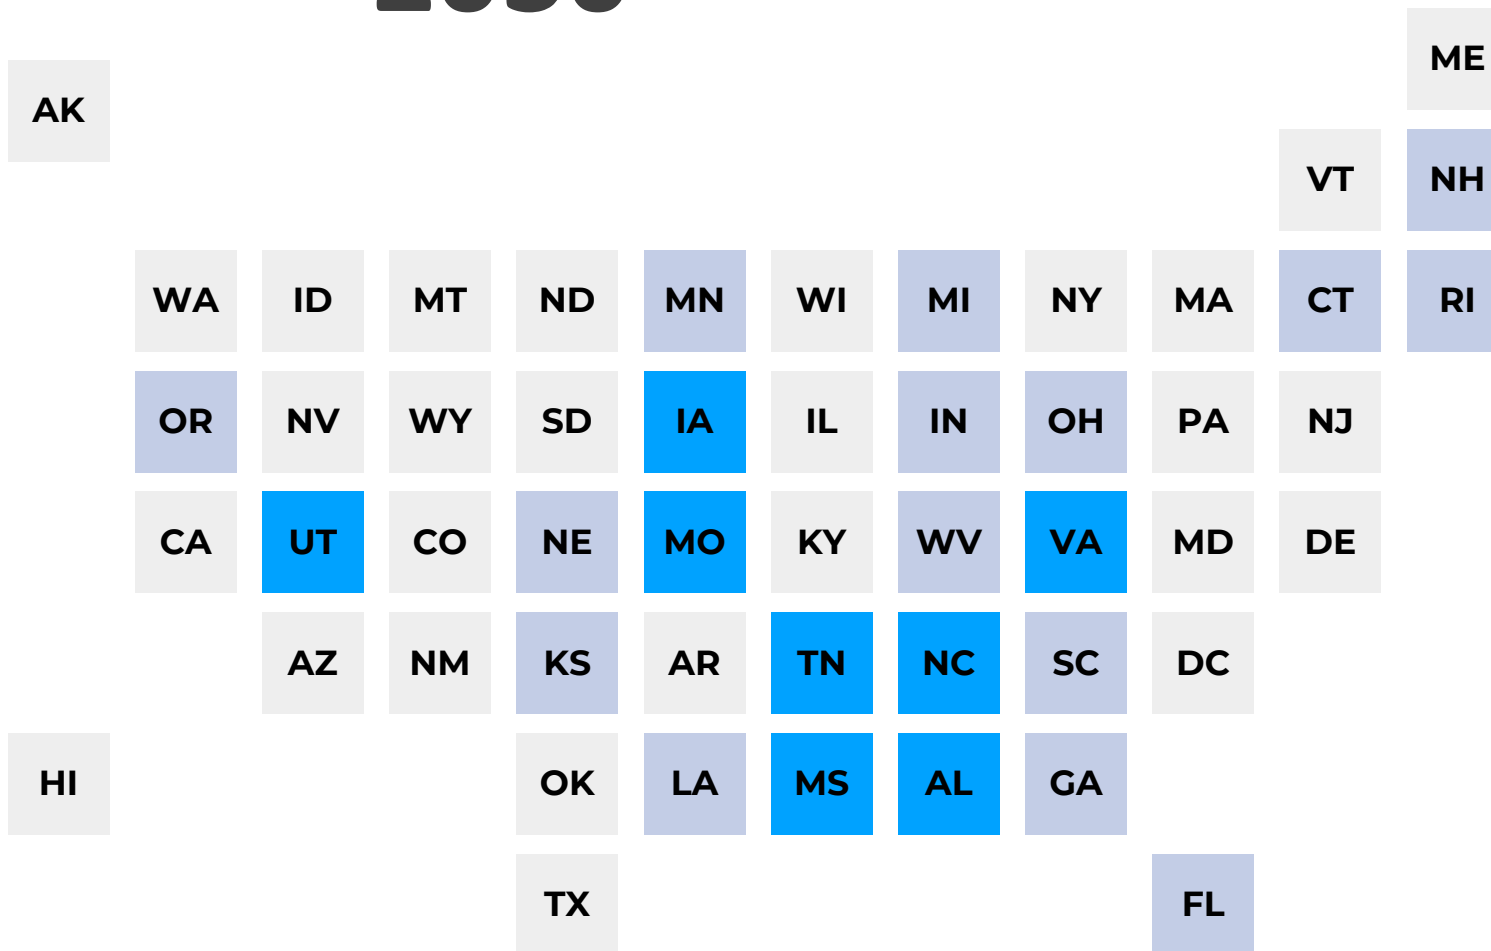 ME
AK
VT NH
WA ID MT ND MN WI MI NY MA CT RI
OR NV WY SD IA IL IN OH PA NJ
CA UT CO NE MO KY WV VA MD DE
AZ NM KS AR TN NC SC DC
HI OK LA MS AL GA
TX FL